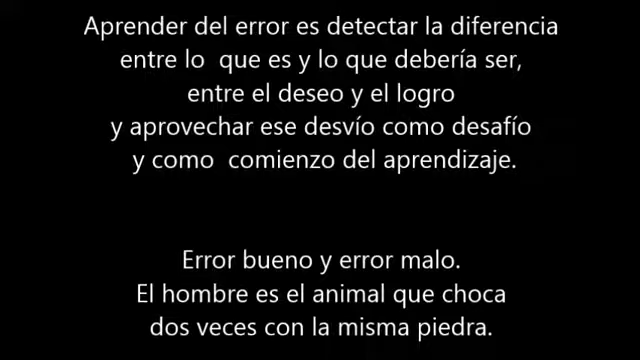 Aprender del error es detectar la diferencia
entre lo que es y lo que debería ser,
entre el deseo y el logro
y aprovechar ese desvío como desafío
y como comienzo del aprendizaje.
Error bueno y error malo.
El hombre es el animal que choca
dos veces con la misma piedra.